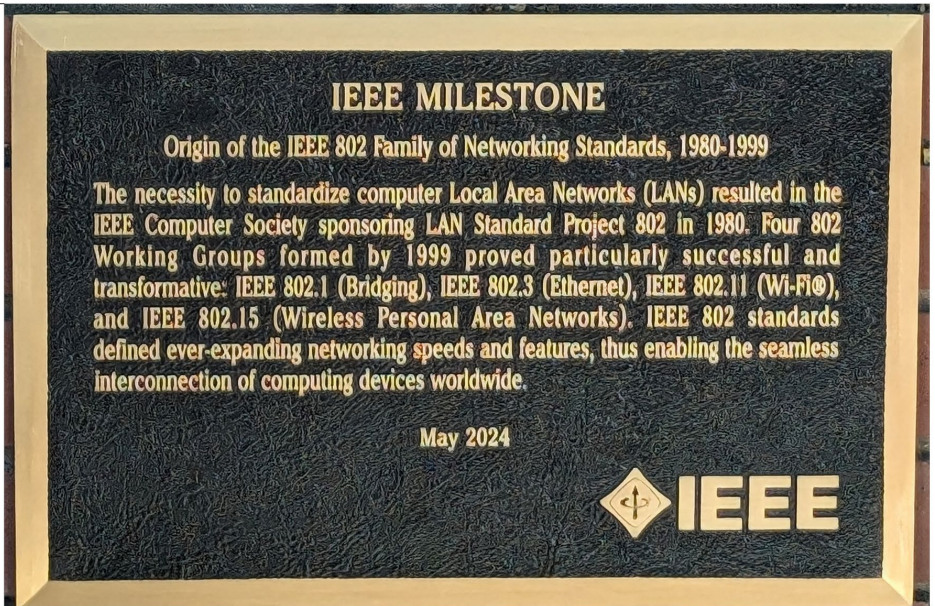 IEEE MILESTONE
Origin of the IEEE 802 Family of Networking Standards, 1980-1999
The necessity to standardize computer Local Area Networks (LANs) resulted in the
IEEE Computer Society sponsoring LAN Standard Project 802 in 1980. Four 802
Working Groups formed by 1999 proved particularly successful and
transformative: IEEE 802.1 (Bridging), IEEE 802.3 (Ethernet), IEEE 802.11 (Wi-Fi®),
and IEEE 802.15 (Wireless Personal Area Networks). IEEE 802 standards
defined ever-expanding networking speeds and features, thus enabling the seamless
interconnection of computing devices worldwide.
May 2024
IEEE